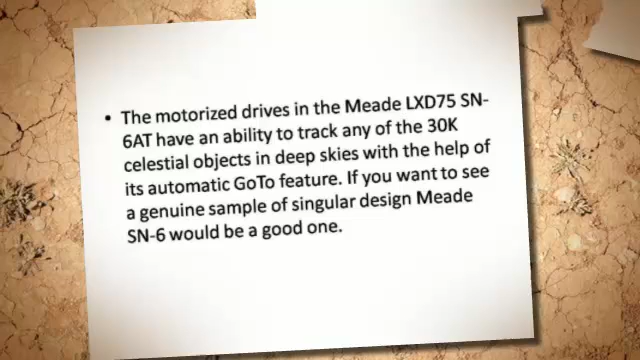 • The motorized drives in the Meade LXD75 SN-
6AT have an ability to track any of the 30K
celestial objects in deep skies with the help of
its automatic GoTo feature. If you want to see
a genuine sample of singular design Meade
SN-6 would be a good one.